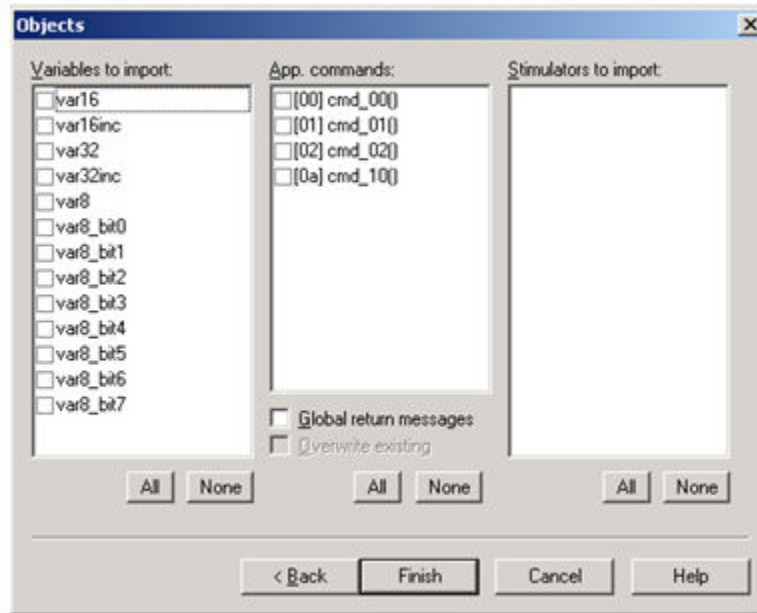 Objects
Variables to import:
var16
var16inc
var32
var32inc
var8
var8_bit0
var8_bit1
var8_bit2
var8_bit3
var8_bit4
var8_bit5
var8_bit6
var8_bit7
All None
App. commands:
[00] cmd_00()
[01] cmd_01()
[02] cmd_02()
[0a] cmd_10()
Global return messages
Overwrite existing
All None
Stimulators to import:
All None
< Back Finish Cancel Help